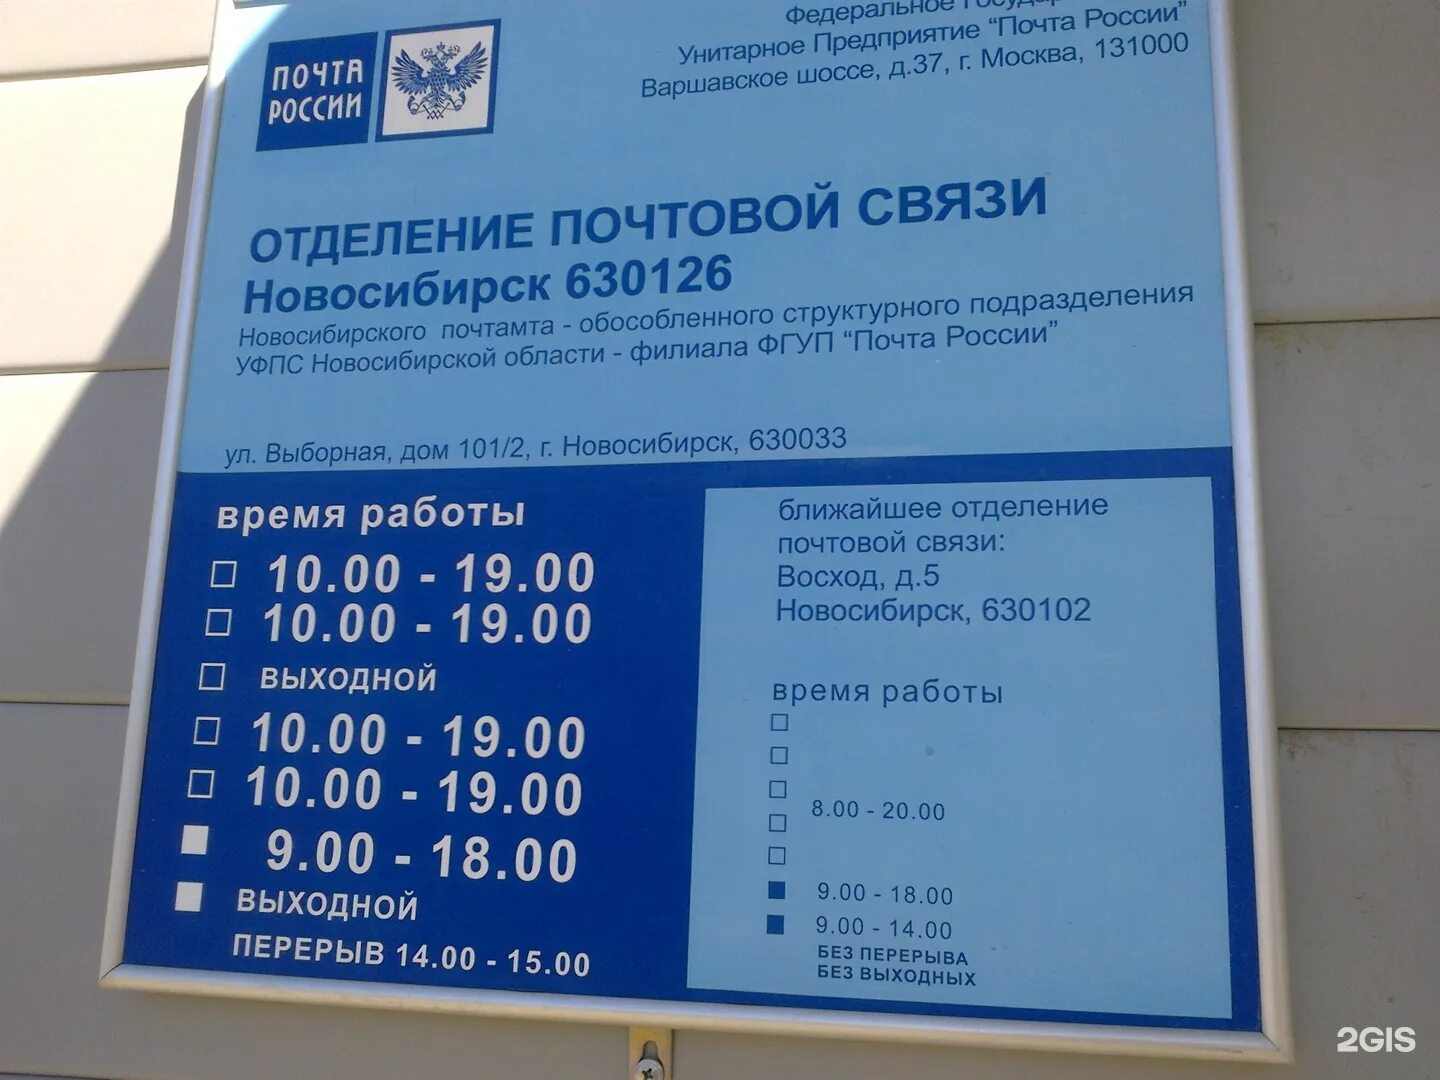 ПОЧТА
РОССИИ
Федеральное
Унитарное Предприятие "Почта России"
Варшавское шоссе, д.37, г. Москва, 131000
ОТДЕЛЕНИЕ ПОЧТОВОЙ СВЯЗИ
Новосибирск 630126
Новосибирского почтамта - обособленного структурного подразделения
УФПС Новосибирской области - филиала ФГУП "Почта России"
ул. Выборная, дом 101/2, г. Новосибирск, 630033
время работы
10.00 - 19.00
10.00 - 19.00
выходной
10.00 - 19.00
10.00 - 19.00
9.00 - 18.00
выходной
ПЕРЕРЫВ 14.00 - 15.00
ближайшее отделение
почтовой связи:
Восход, д.5
Новосибирск, 630102
время работы
8.00 - 20.00
9.00 - 18.00
9.00 - 14.00
БЕЗ ПЕРЕРЫВА
БЕЗ ВЫХОДНЫХ
2GIS